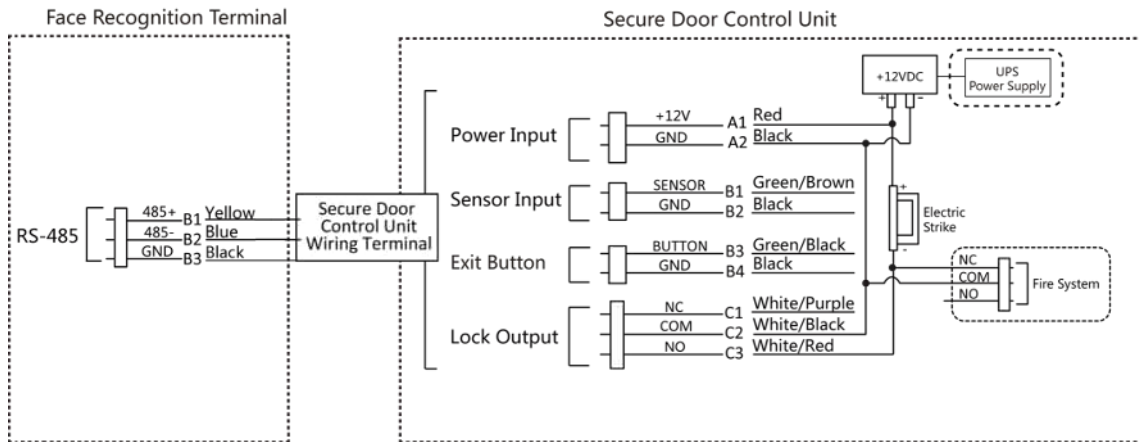 Face Recognition Terminal
Secure Door Control Unit
+12VDC
+ -
UPS
Power Supply
Power Input
+12V A1 Red
GND A2 Black
Sensor Input
SENSOR B1 Green/Brown
GND B2 Black
+
Electric
Strike
-
RS-485
485+ B1 Yellow
485- B2 Blue
GND B3 Black
Secure Door
Control Unit
Wiring Terminal
Exit Button
BUTTON B3 Green/Black
GND B4 Black
NC
COM
NO
Fire System
Lock Output
NC C1 White/Purple
COM C2 White/Black
NO C3 White/Red